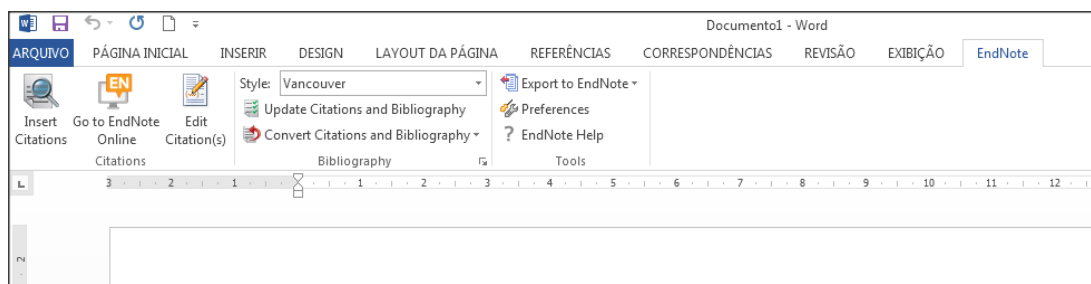 Documento1 - Word
ARQUIVO PÁGINA INICIAL INSERIR DESIGN LAYOUT DA PÁGINA REFERÊNCIAS CORRESPONDÊNCIAS REVISÃO EXIBIÇÃO EndNote
EN
Insert Citations
Go to EndNote Online
Edit Citation(s)
Citations
Style: Vancouver
Update Citations and Bibliography
Convert Citations and Bibliography
Bibliography
Export to EndNote
Preferences
? EndNote Help
Tools
L 3 2 1 1 2 3 4 5 6 7 8 9 10 11 12
2